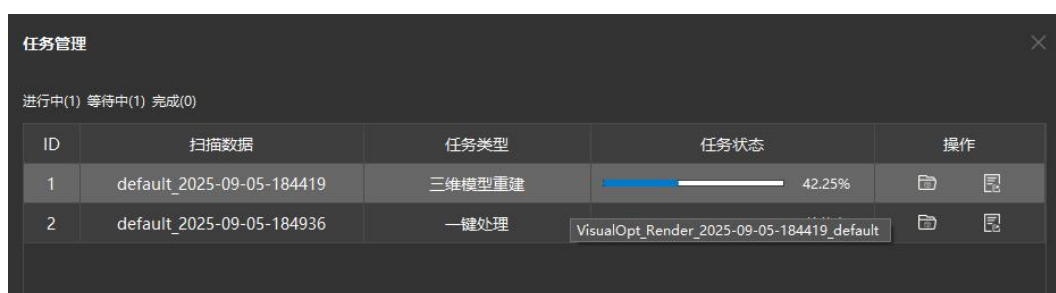 任务管理
进行中(1) 等待中(1) 完成(0)
ID 扫描数据 任务类型 任务状态 操作
1 default_2025-09-05-184419 三维模型重建 42.25%
2 default_2025-09-05-184936 一键处理
VisualOpt_Render_2025-09-05-184419_default